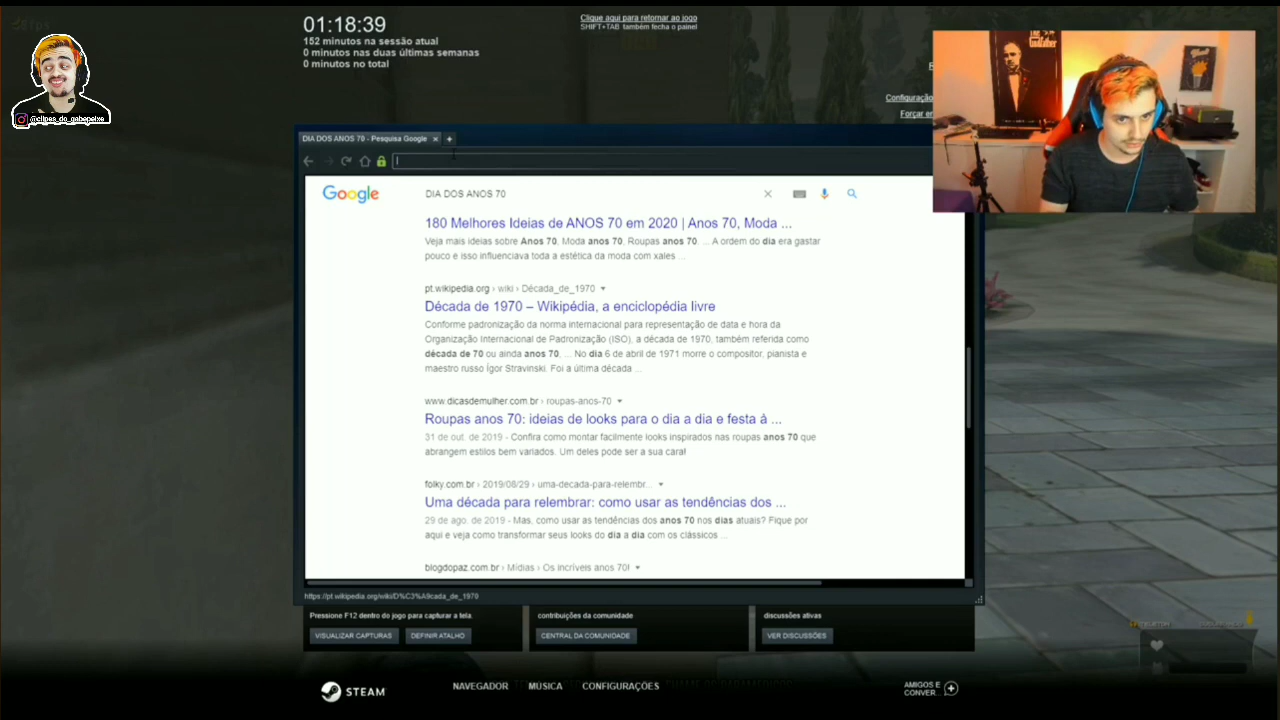 01:18:39
152 minutos na sessão atual
0 minutos nas duas últimas semanas
0 minutos no total
Clique aqui para retornar ao jogo
SHIFT+TAB também fecha o painel
Configuração
Forçar en
The Godfather
@clipes_do_gabepeixe
DIA DOS ANOS 70 - Pesquisa Google
Google
DIA DOS ANOS 70
180 Melhores Ideias de ANOS 70 em 2020 | Anos 70, Moda ...
Veja mais ideias sobre Anos 70, Moda anos 70, Roupas anos 70. ... A ordem do dia era gastar
pouco e isso influenciava toda a estética da moda com xales ...
pt.wikipedia.org › wiki › Década_de_1970
Década de 1970 – Wikipédia, a enciclopédia livre
Conforme padronização da norma internacional para representação de data e hora da
Organização Internacional de Padronização (ISO), a década de 1970, também referida como
década de 70 ou ainda anos 70, ... No dia 6 de abril de 1971 morre o compositor, pianista e
maestro russo Ígor Stravinski. Foi a última década ...
www.dicasdemulher.com.br › roupas-anos-70
Roupas anos 70: ideias de looks para o dia a dia e festa à ...
31 de out. de 2019 - Confira como montar facilmente looks inspirados nas roupas anos 70 que
abrangem estilos bem variados. Um deles pode ser a sua cara!
folky.com.br › 2019/08/29 › uma-decada-para-relembr...
Uma década para relembrar: como usar as tendências dos ...
29 de ago. de 2019 - Mas, como usar as tendências dos anos 70 nos dias atuais? Fique por
aqui e veja como transformar seus looks do dia a dia com os clássicos ...
blogdopaz.com.br › Mídias › Os incríveis anos 70!
https://pt.wikipedia.org/wiki/D%C3%A9cada_de_1970
Pressione F12 dentro do jogo para capturar a tela.
contribuições da comunidade
discussões ativas
VISUALIZAR CAPTURAS
DEFINIR ATALHO
CENTRAL DA COMUNIDADE
VER DISCUSSÕES
STEAM
NAVEGADOR
MÚSICA
CONFIGURAÇÕES
AMIGOS E
CONVER...